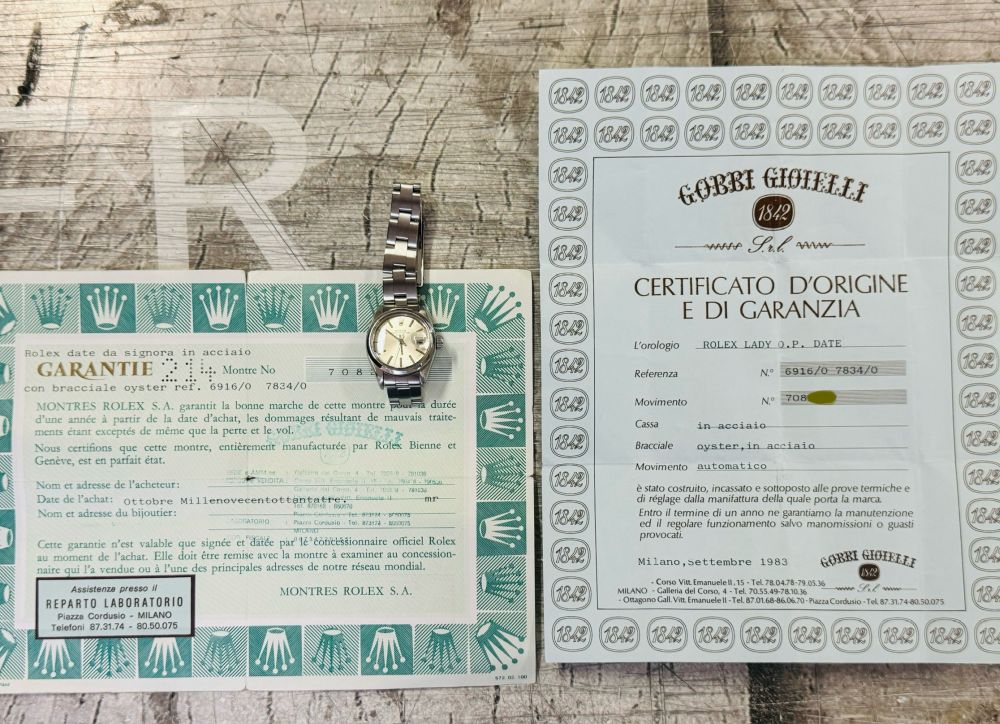 Rolex date da signora in acciaio
GARANTIE 214 Montre No 708
con bracciale oyster ref. 6916/0 7834/0
MONTRES ROLEX S.A. garantit la bonne marche de cette montre pour la durée
d'une année à partir de la date d'achat, les dommages résultant de mauvais traite-
ments étant exceptés de même que la perte et le vol.
Nous certifions que cette montre, entièrement manufacturée par Rolex Bienne et
Genève, est en parfait état.
GOBBI GIOIELLI
Nom et adresse de l'acheteur:
Date de l'achat: Ottobre Millenovecentottantatre. mr
Nom et adresse du bijoutier:
Cette garantie n'est valable que signée et datée par le concessionnaire officiel Rolex
au moment de l'achat. Elle doit être remise avec la montre à examiner au concession-
naire qui l'a vendue ou à l'une des principales adresses de notre réseau mondial.
MONTRES ROLEX S.A.
Assistenza presso il
REPARTO LABORATORIO
Piazza Cordusio - MILANO
Telefoni 87.31.74 - 80.50.075
572.02.100
GOBBI GIOIELLI
1842
S.r.l.
CERTIFICATO D'ORIGINE
E DI GARANZIA
L'orologio ROLEX LADY O.P. DATE
Referenza N.° 6916/0 7834/0
Movimento N.° 708
Cassa in acciaio
Bracciale oyster,in acciaio
Movimento automatico
è stato costruito, incassato e sottoposto alle prove termiche e
di réglage dalla manifattura della quale porta la marca.
Entro il termine di un anno ne garantiamo la manutenzione
ed il regolare funzionamento salvo manomissioni o guasti
provocati.
Milano,settembre 1983
GOBBI GIOIELLI
1842
S.r.l.
- Corso Vitt. Emanuele II, 15 - Tel. 78.04.78-79.05.36
MILANO - Galleria del Corso, 4 - Tel. 70.55.49-78.10.36
- Ottagono Gall. Vitt. Emanuele II - Tel. 87.01.68-86.06.70 - Piazza Cordusio - Tel. 87.31.74-80.50.075